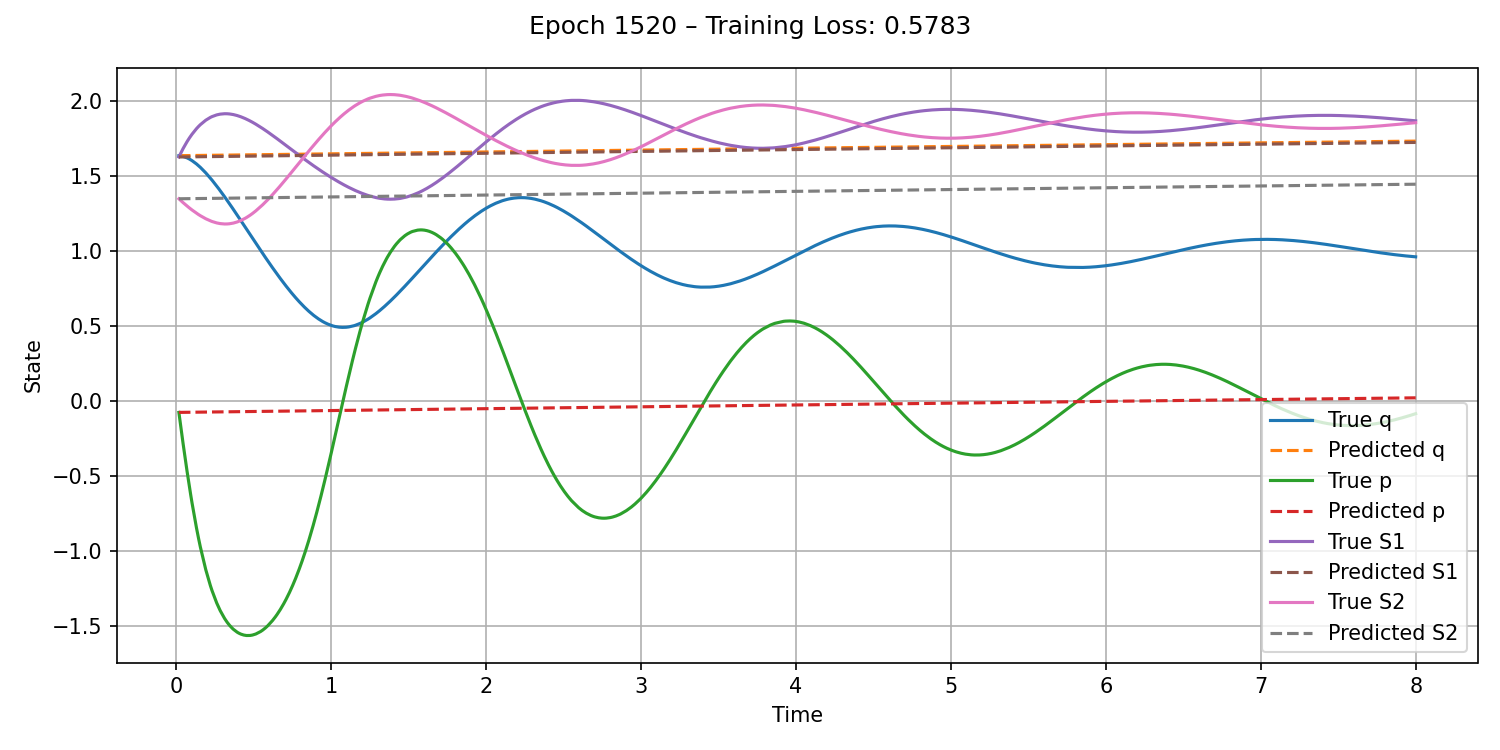 Epoch 1520 – Training Loss: 0.5783
2.0
1.5
1.0
0.5
0.0
−0.5
−1.0
−1.5
State
True q
Predicted q
True p
Predicted p
True S1
Predicted S1
True S2
Predicted S2
0 1 2 3 4 5 6 7 8
Time